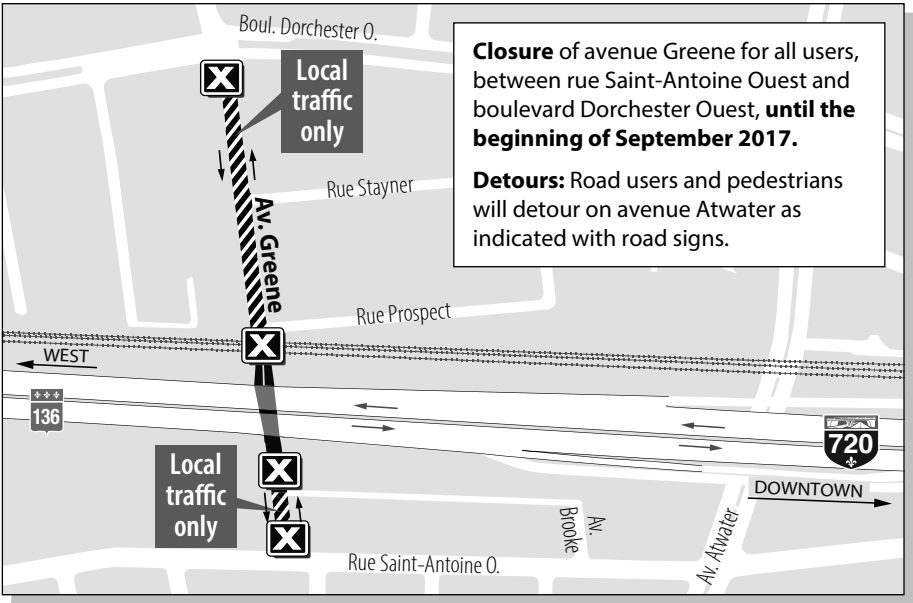 Boul. Dorchester O.
Local
traffic
only
Closure of avenue Greene for all users,
between rue Saint-Antoine Ouest and
boulevard Dorchester Ouest, until the
beginning of September 2017.
Detours: Road users and pedestrians
will detour on avenue Atwater as
indicated with road signs.
Rue Stayner
Av. Greene
Rue Prospect
X
X
X
X
WEST
136
720
Local
traffic
only
DOWNTOWN
Av.
Brooke
Av. Atwater
Rue Saint-Antoine O.